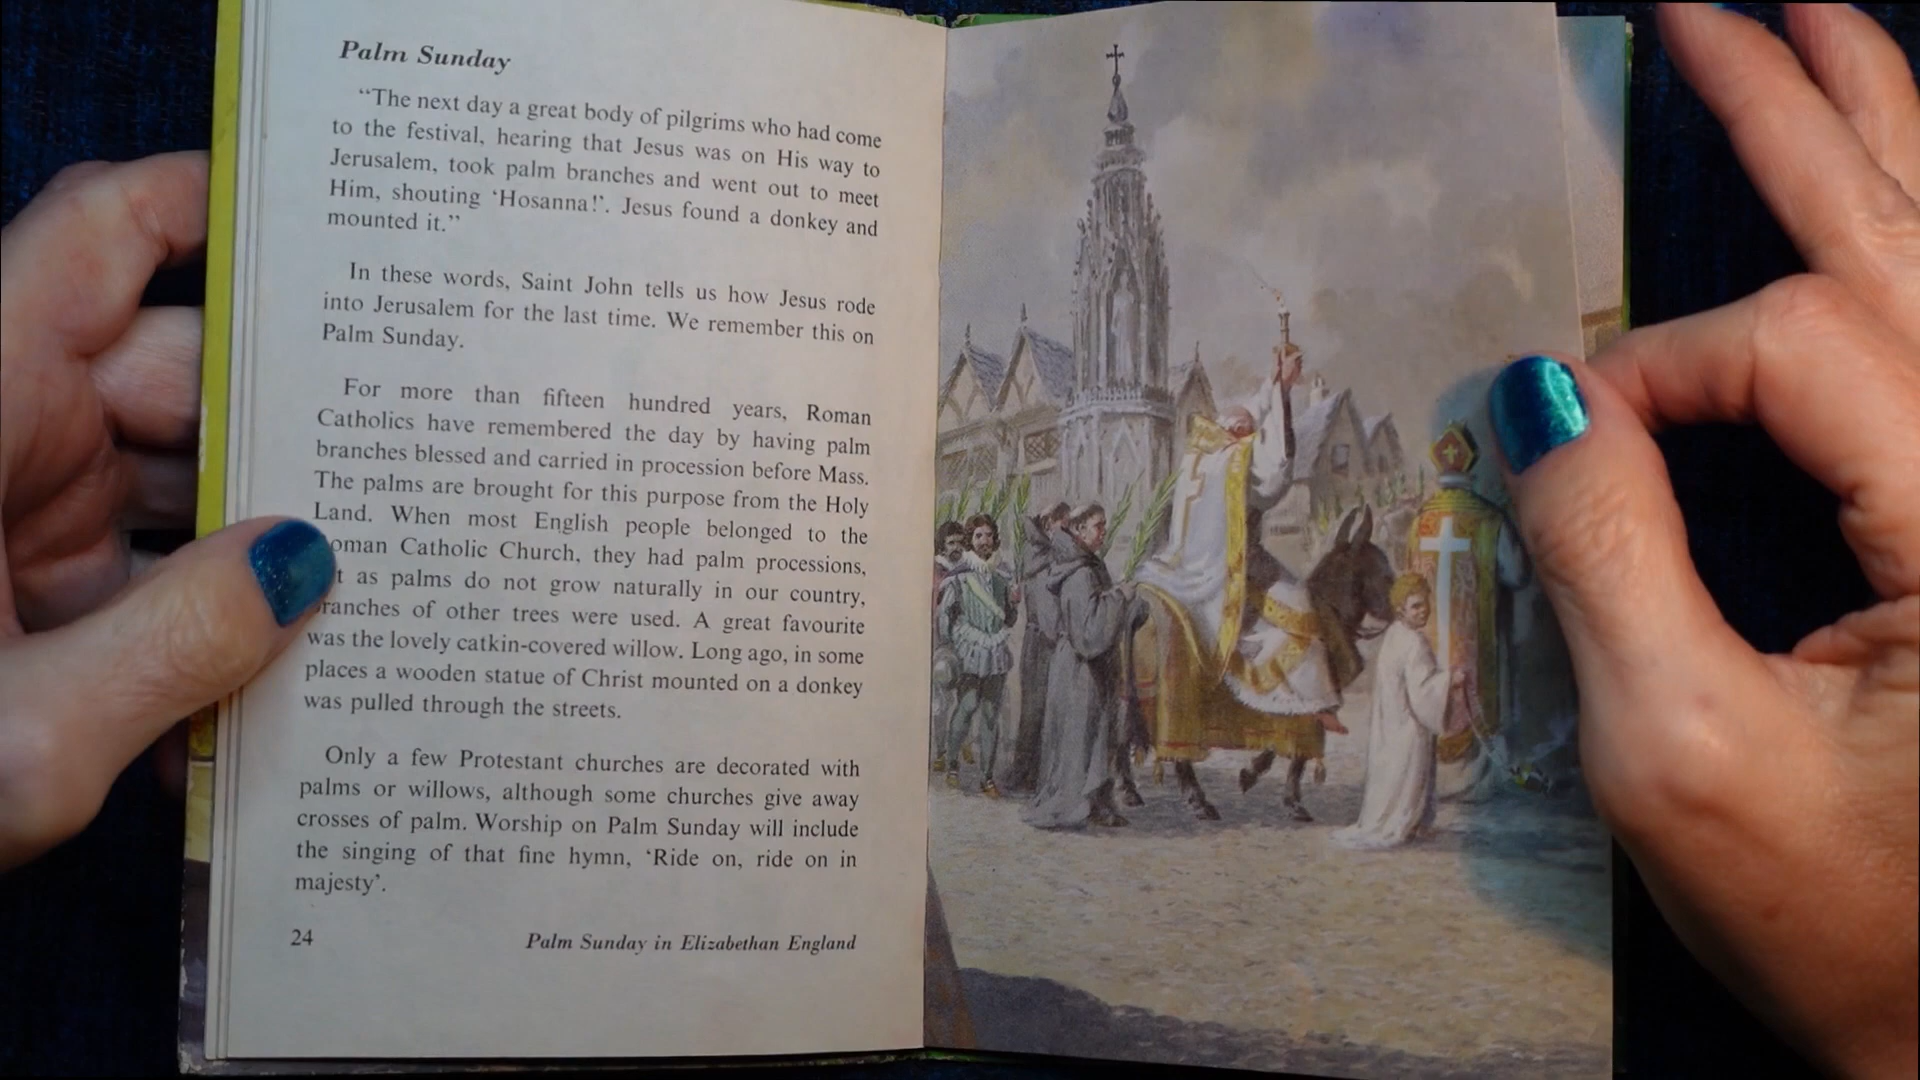 Palm Sunday
“The next day a great body of pilgrims who had come
to the festival, hearing that Jesus was on His way to
Jerusalem, took palm branches and went out to meet
Him, shouting ‘Hosanna!’. Jesus found a donkey and
mounted it.”
In these words, Saint John tells us how Jesus rode
into Jerusalem for the last time. We remember this on
Palm Sunday.
For more than fifteen hundred years, Roman
Catholics have remembered the day by having palm
branches blessed and carried in procession before Mass.
The palms are brought for this purpose from the Holy
Land. When most English people belonged to the
oman Catholic Church, they had palm processions,
t as palms do not grow naturally in our country,
ranches of other trees were used. A great favourite
was the lovely catkin-covered willow. Long ago, in some
places a wooden statue of Christ mounted on a donkey
was pulled through the streets.
Only a few Protestant churches are decorated with
palms or willows, although some churches give away
crosses of palm. Worship on Palm Sunday will include
the singing of that fine hymn, ‘Ride on, ride on in
majesty’.
24 Palm Sunday in Elizabethan England